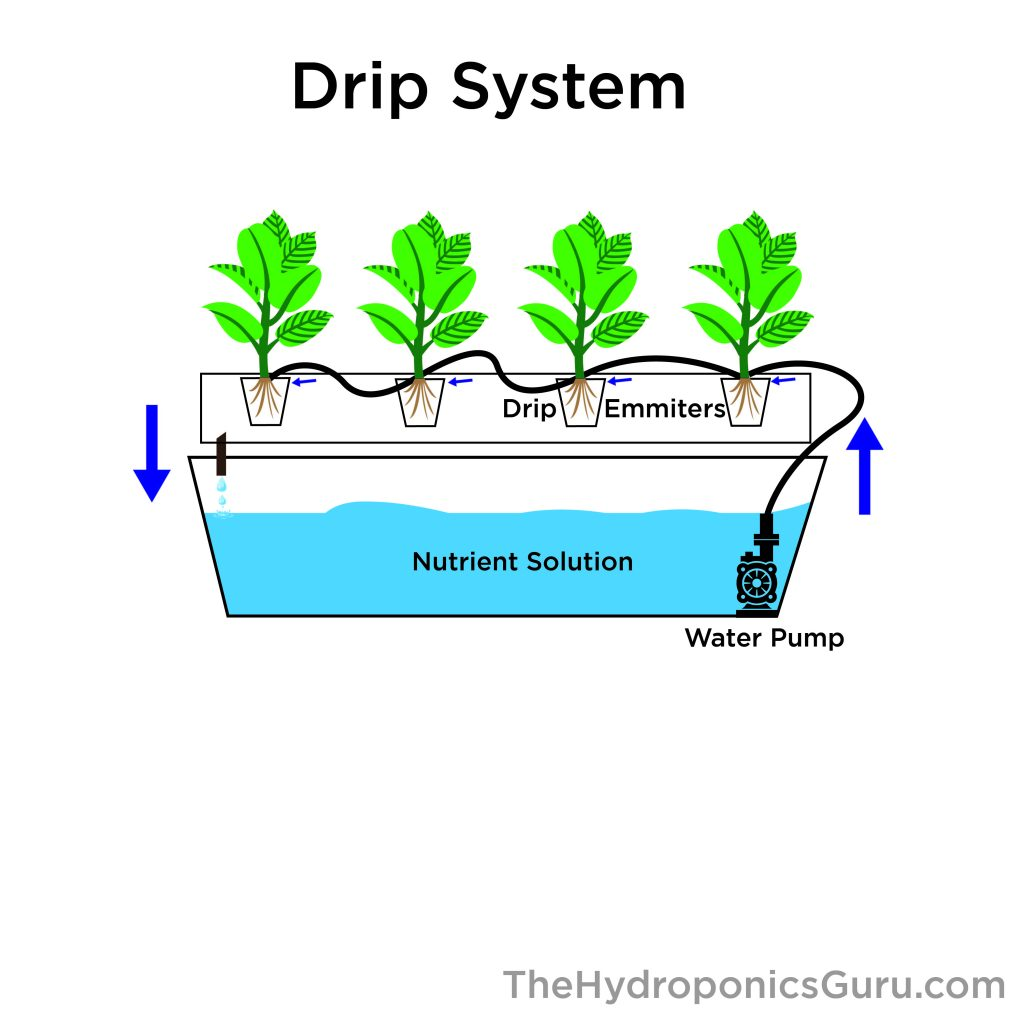 Drip System
Drip Emmiters
Nutrient Solution
Water Pump
TheHydroponicsGuru.com